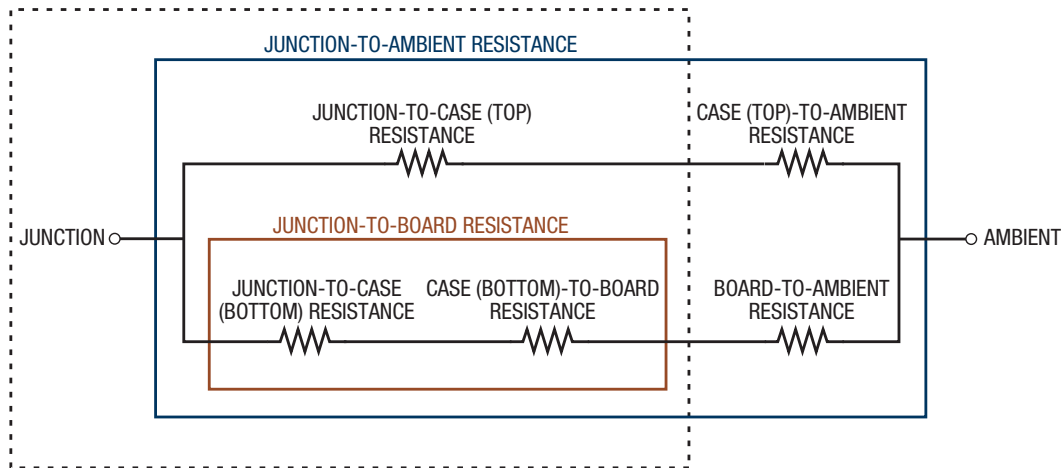 JUNCTION-TO-AMBIENT RESISTANCE
JUNCTION-TO-CASE (TOP)
RESISTANCE
CASE (TOP)-TO-AMBIENT
RESISTANCE
JUNCTION
JUNCTION-TO-BOARD RESISTANCE
AMBIENT
JUNCTION-TO-CASE
(BOTTOM) RESISTANCE
CASE (BOTTOM)-TO-BOARD
RESISTANCE
BOARD-TO-AMBIENT
RESISTANCE